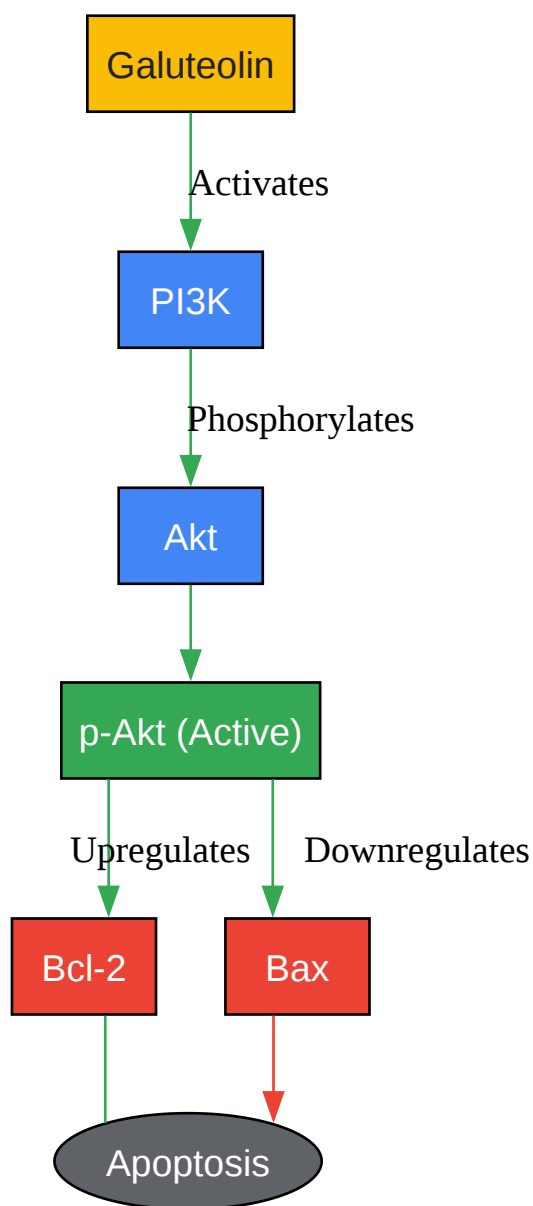 Galuteolin
Activates
PI3K
Phosphorylates
Akt
p-Akt (Active)
Upregulates
Downregulates
Bcl-2
Bax
Apoptosis